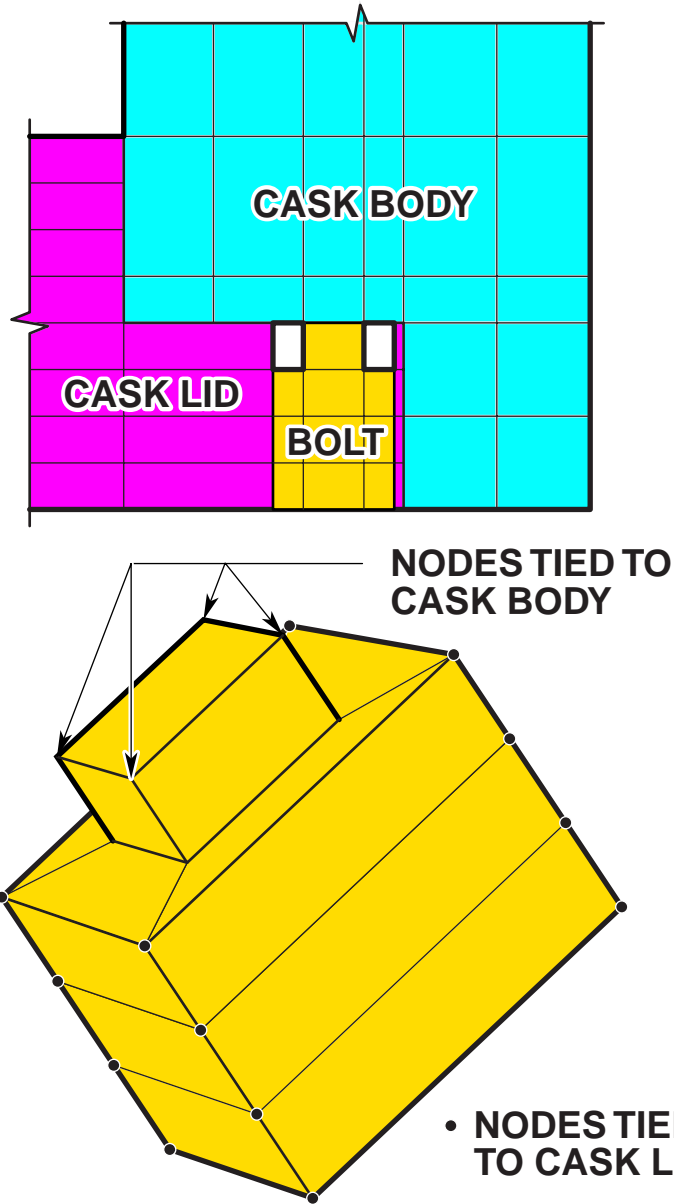 CASK BODY
CASK LID
BOLT
NODES TIED TO
CASK BODY
• NODES TIE
TO CASK L